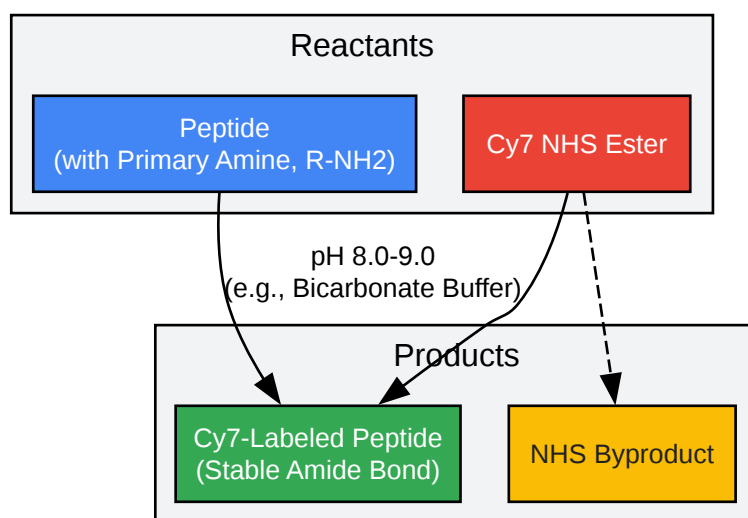 Reactants
Peptide
(with Primary Amine, R-NH2)
Cy7 NHS Ester
pH 8.0-9.0
(e.g., Bicarbonate Buffer)
Products
Cy7-Labeled Peptide
(Stable Amide Bond)
NHS Byproduct